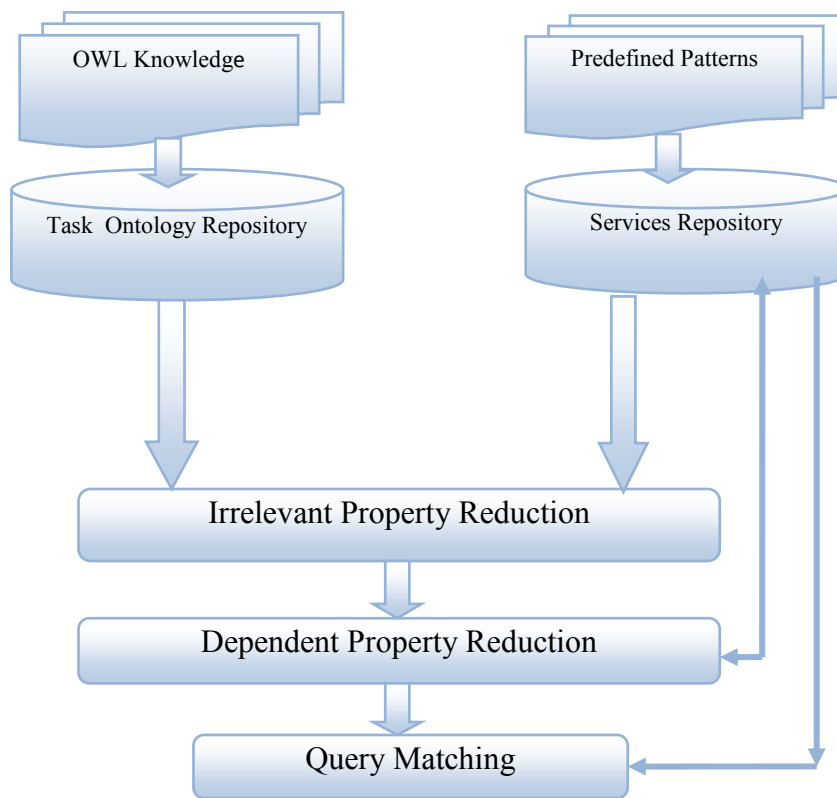 OWL Knowledge
Predefined Patterns
Task Ontology Repository
Services Repository
Irrelevant Property Reduction
Dependent Property Reduction
Query Matching